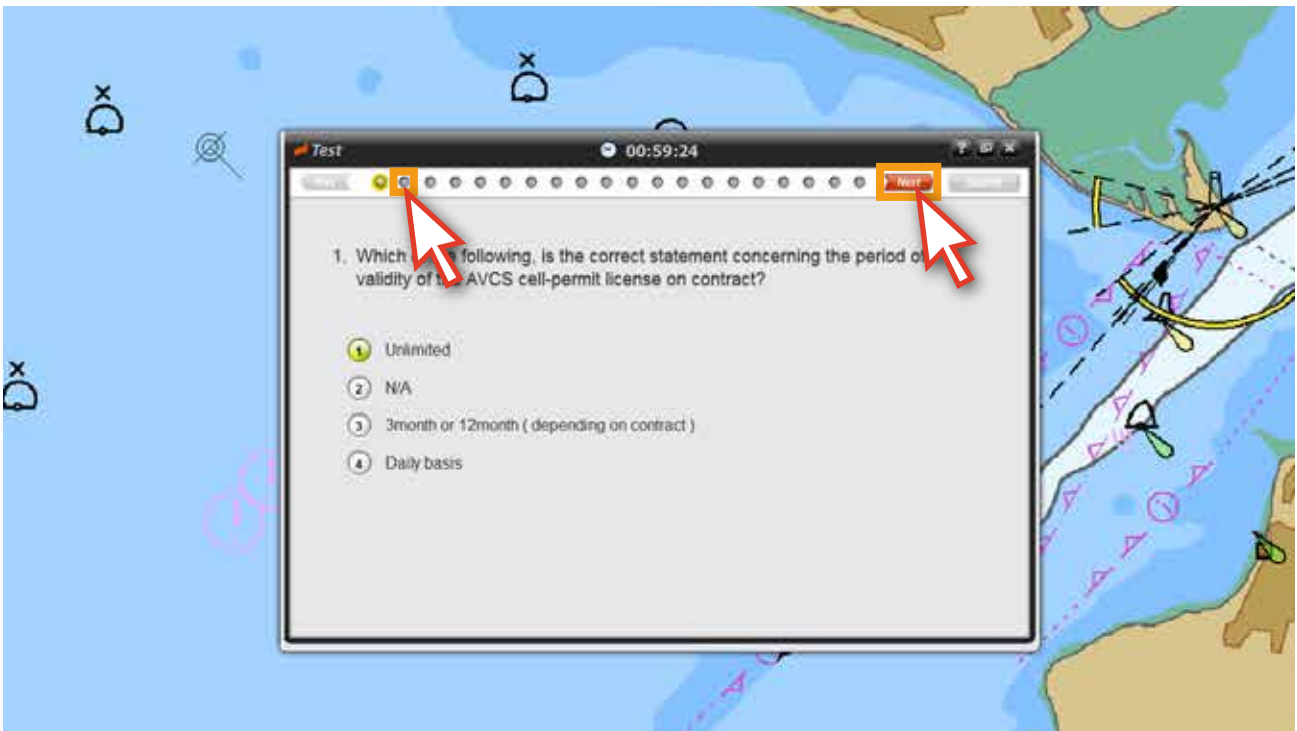 Test
00:59:24
Next
1. Which following, is the correct statement concerning the period of
validity of AVCS cell-permit license on contract?
1 Unlimited
2 N/A
3 3month or 12month ( depending on contract )
4 Daily basis